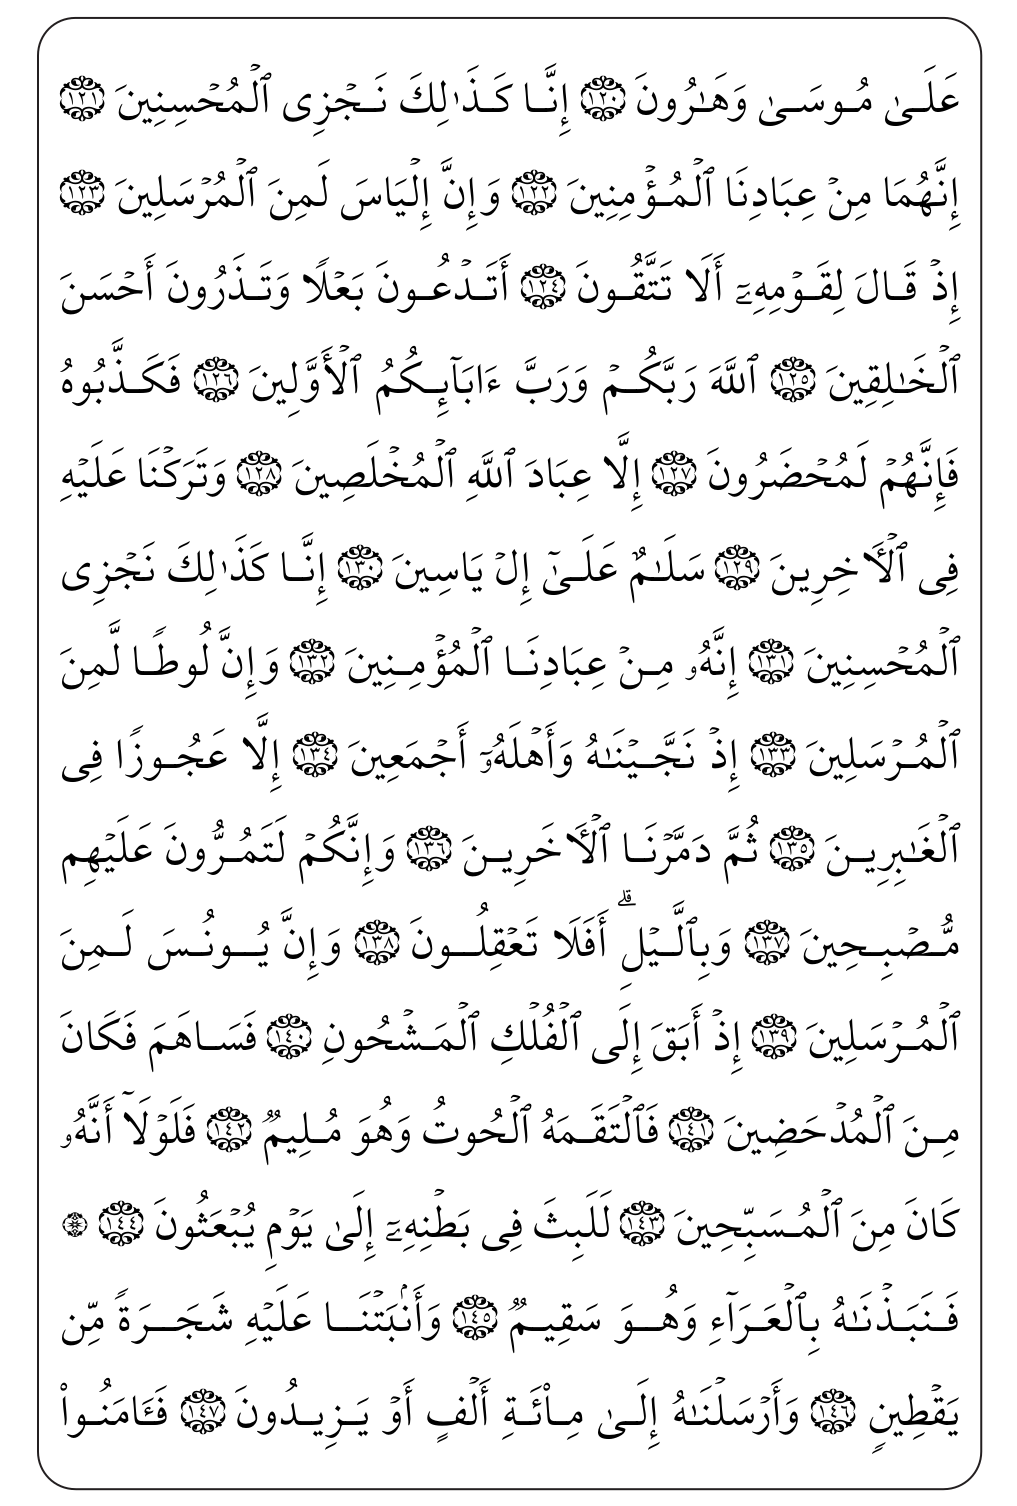 عَلَىٰ مُوسَىٰ وَهَٰرُونَ ١٢٠ إِنَّا كَذَٰلِكَ نَجۡزِى ٱلۡمُحۡسِنِينَ ١٢١
إِنَّهُمَا مِنۡ عِبَادِنَا ٱلۡمُؤۡمِنِينَ ١٢٢ وَإِنَّ إِلۡيَاسَ لَمِنَ ٱلۡمُرۡسَلِينَ ١٢٣
إِذۡ قَالَ لِقَوۡمِهِۦٓ أَلَا تَتَّقُونَ ١٢٤ أَتَدۡعُونَ بَعۡلًا وَتَذَرُونَ أَحۡسَنَ
ٱلۡخَٰلِقِينَ ١٢٥ ٱللَّهَ رَبَّكُمۡ وَرَبَّ ءَابَآئِكُمُ ٱلۡأَوَّلِينَ ١٢٦ فَكَذَّبُوهُ
فَإِنَّهُمۡ لَمُحۡضَرُونَ ١٢٧ إِلَّا عِبَادَ ٱللَّهِ ٱلۡمُخۡلَصِينَ ١٢٨ وَتَرَكۡنَا عَلَيۡهِ
فِى ٱلۡأٓخِرِينَ ١٢٩ سَلَٰمٌ عَلَىٰٓ إِلۡ يَاسِينَ ١٣٠ إِنَّا كَذَٰلِكَ نَجۡزِى
ٱلۡمُحۡسِنِينَ ١٣١ إِنَّهُۥ مِنۡ عِبَادِنَا ٱلۡمُؤۡمِنِينَ ١٣٢ وَإِنَّ لُوطًا لَّمِنَ
ٱلۡمُرۡسَلِينَ ١٣٣ إِذۡ نَجَّيۡنَٰهُ وَأَهۡلَهُۥٓ أَجۡمَعِينَ ١٣٤ إِلَّا عَجُوزًا فِى
ٱلۡغَٰبِرِينَ ١٣٥ ثُمَّ دَمَّرۡنَا ٱلۡأٓخَرِينَ ١٣٦ وَإِنَّكُمۡ لَتَمُرُّونَ عَلَيۡهِم
مُّصۡبِحِينَ ١٣٧ وَبِٱلَّيۡلِۗ أَفَلَا تَعۡقِلُونَ ١٣٨ وَإِنَّ يُونُسَ لَمِنَ
ٱلۡمُرۡسَلِينَ ١٣٩ إِذۡ أَبَقَ إِلَى ٱلۡفُلۡكِ ٱلۡمَشۡحُونِ ١٤٠ فَسَاهَمَ فَكَانَ
مِنَ ٱلۡمُدۡحَضِينَ ١٤١ فَٱلۡتَقَمَهُ ٱلۡحُوتُ وَهُوَ مُلِيمٌ ١٤٢ فَلَوۡلَآ أَنَّهُۥ
كَانَ مِنَ ٱلۡمُسَبِّحِينَ ١٤٣ لَلَبِثَ فِى بَطۡنِهِۦٓ إِلَىٰ يَوۡمِ يُبۡعَثُونَ ١٤٤ ۞
فَنَبَذۡنَٰهُ بِٱلۡعَرَآءِ وَهُوَ سَقِيمٌ ١٤٥ وَأَنۢبَتۡنَا عَلَيۡهِ شَجَرَةً مِّن
يَقۡطِينٍ ١٤٦ وَأَرۡسَلۡنَٰهُ إِلَىٰ مِا۟ئَةِ أَلۡفٍ أَوۡ يَزِيدُونَ ١٤٧ فَـَٔامَنُوا۟